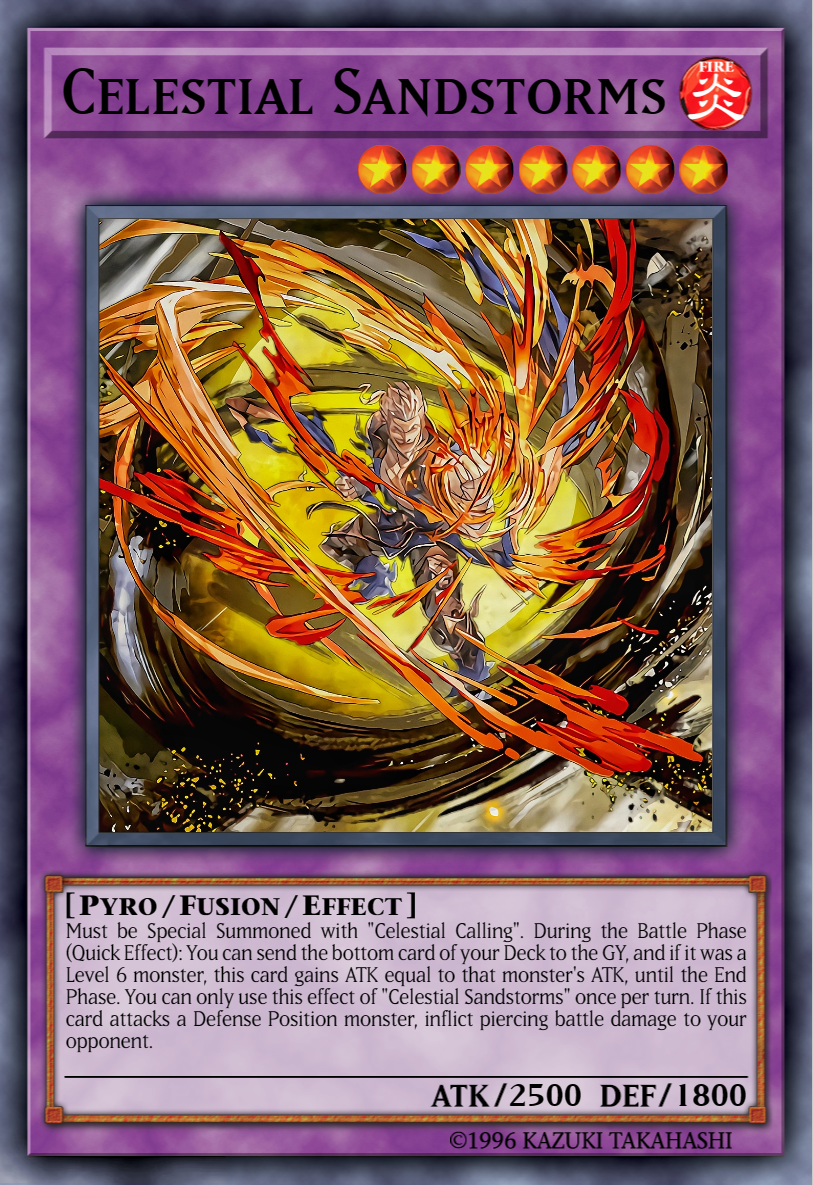 Celestial Sandstorms
FIRE
炎
[ Pyro / Fusion / Effect ]
Must be Special Summoned with "Celestial Calling". During the Battle Phase
(Quick Effect): You can send the bottom card of your Deck to the GY, and if it was a
Level 6 monster, this card gains ATK equal to that monster's ATK, until the End
Phase. You can only use this effect of "Celestial Sandstorms" once per turn. If this
card attacks a Defense Position monster, inflict piercing battle damage to your
opponent.
ATK/2500 DEF/1800
©1996 KAZUKI TAKAHASHI